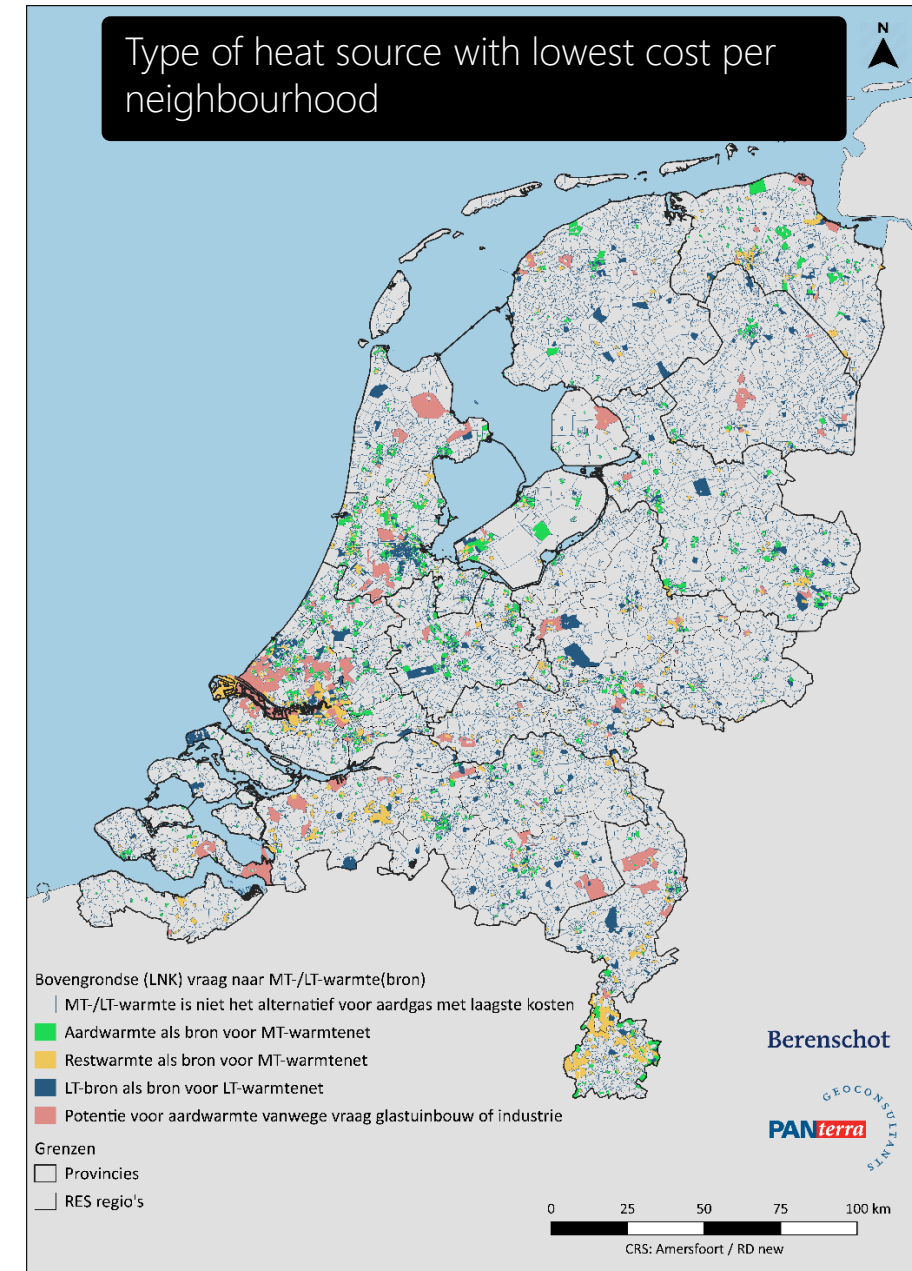 Type of heat source with lowest cost per
neighbourhood
N
Bovengrondse (LNK) vraag naar MT-/LT-warmte(bron)
MT-/LT-warmte is niet het alternatief voor aardgas met laagste kosten
Aardwarmte als bron voor MT-warmtenet
Restwarmte als bron voor MT-warmtenet
LT-bron als bron voor LT-warmtenet
Potentie voor aardwarmte vanwege vraag glastuinbouw of industrie
Grenzen
Provincies
RES regio's
Berenschot
PANterra
GEOCONSULTANTS
0 25 50 75 100 km
CRS: Amersfoort / RD new